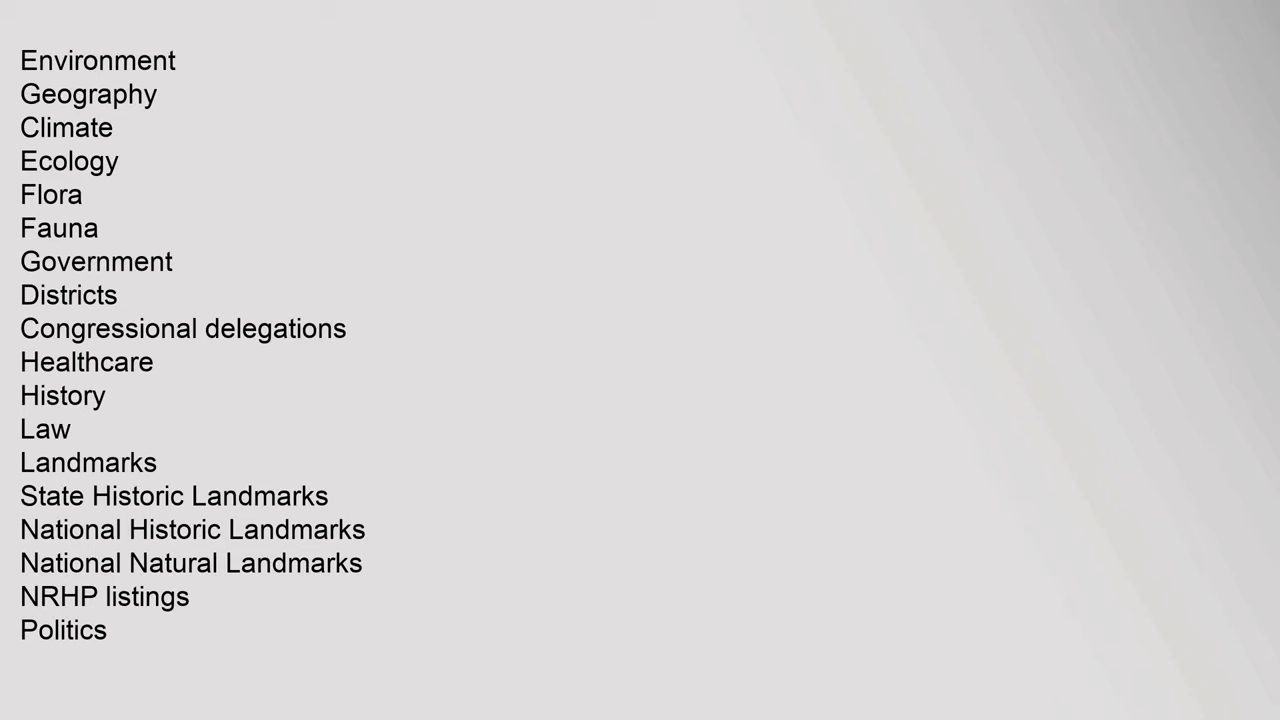 Environment
Geography
Climate
Ecology
Flora
Fauna
Government
Districts
Congressional delegations
Healthcare
History
Law
Landmarks
State Historic Landmarks
National Historic Landmarks
National Natural Landmarks
NRHP listings
Politics